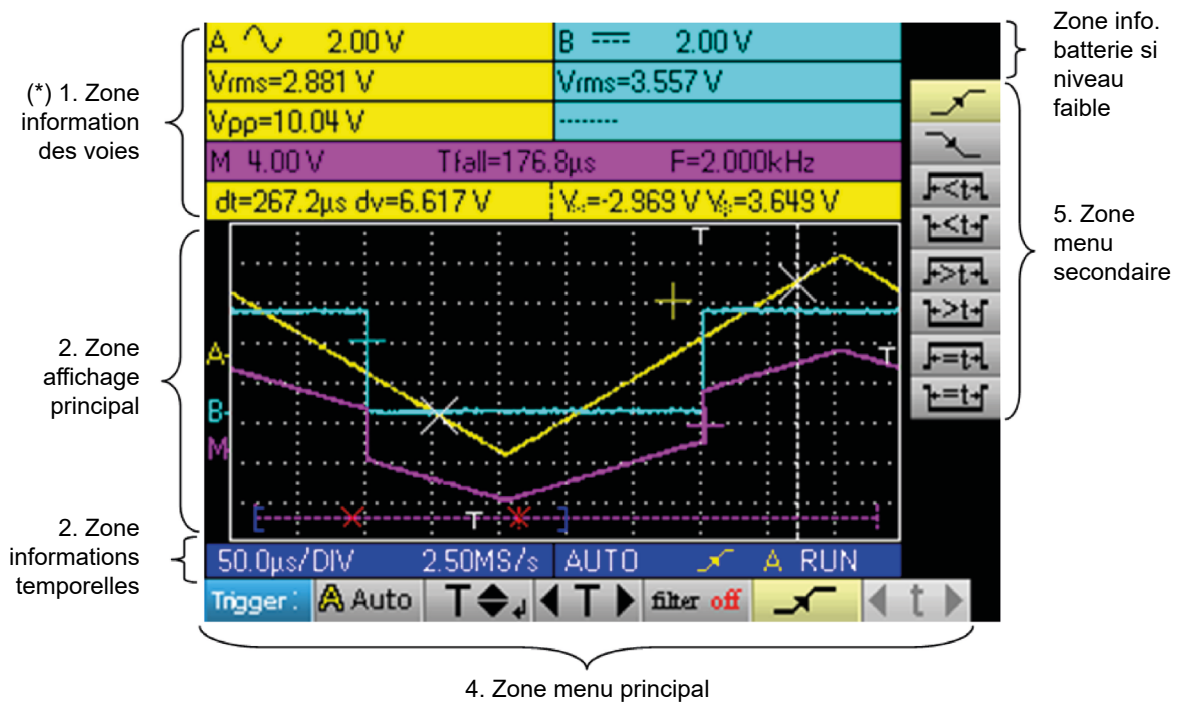 (*) 1. Zone
information
des voies
A 2.00 V
B 2.00 V
Vrms=2.881 V
Vrms=3.557 V
Vpp=10.04 V
--------
M 4.00 V Tfall=176.8µs F=2.000kHz
dt=267.2µs dv=6.617 V
=-2.969 V
=3.649 V
Zone info.
batterie si
niveau
faible
<t
<t
>t
>t
=t
=t
5. Zone
menu
secondaire
2. Zone
affichage
principal
T
A
T
B
M
T
2. Zone
informations
temporelles
50.0µs/DIV 2.50MS/s AUTO A RUN
Trigger : A Auto T T filter off t
4. Zone menu principal